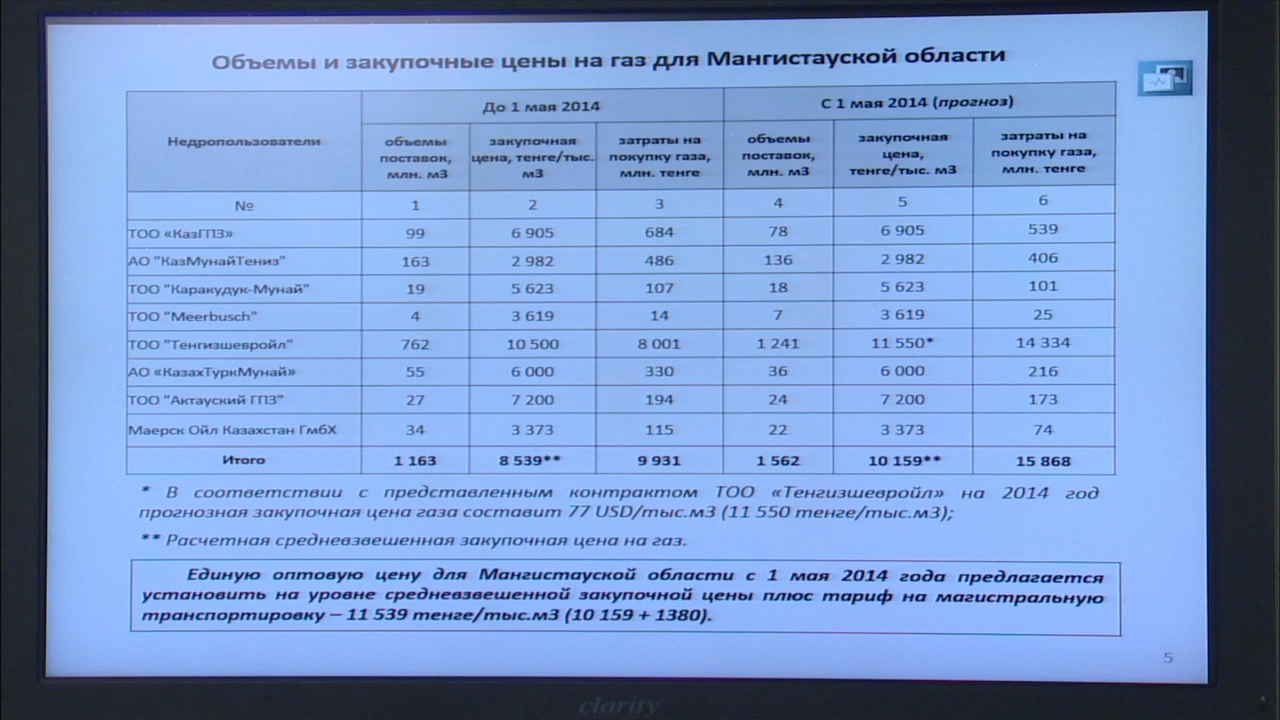 Объемы и закупочные цены на газ для Мангистауской области
Недропользователи
До 1 мая 2014
С 1 мая 2014 (прогноз)
объемы поставок, млн. м3
закупочная цена, тенге/тыс. м3
затраты на покупку газа, млн. тенге
объемы поставок, млн. м3
закупочная цена, тенге/тыс. м3
затраты на покупку газа, млн. тенге
№ 1 2 3 4 5 6
ТОО «КазГПЗ» 99 6 905 684 78 6 905 539
АО "КазМунайТениз" 163 2 982 486 136 2 982 406
ТОО "Каракудук-Мунай" 19 5 623 107 18 5 623 101
ТОО "Meerbusch" 4 3 619 14 7 3 619 25
ТОО "Тенгизшевройл" 762 10 500 8 001 1 241 11 550* 14 334
АО «КазахТуркМунай» 55 6 000 330 36 6 000 216
ТОО "Актауский ГПЗ" 27 7 200 194 24 7 200 173
Маерск Ойл Казахстан ГмбХ 34 3 373 115 22 3 373 74
Итого 1 163 8 539** 9 931 1 562 10 159** 15 868
* В соответствии с представленным контрактом ТОО «Тенгизшевройл» на 2014 год
прогнозная закупочная цена газа составит 77 USD/тыс.м3 (11 550 тенге/тыс.м3);
** Расчетная средневзвешенная закупочная цена на газ.
Единую оптовую цену для Мангистауской области с 1 мая 2014 года предлагается
установить на уровне средневзвешенной закупочной цены плюс тариф на магистральную
транспортировку – 11 539 тенге/тыс.м3 (10 159 + 1380).
5
clarity